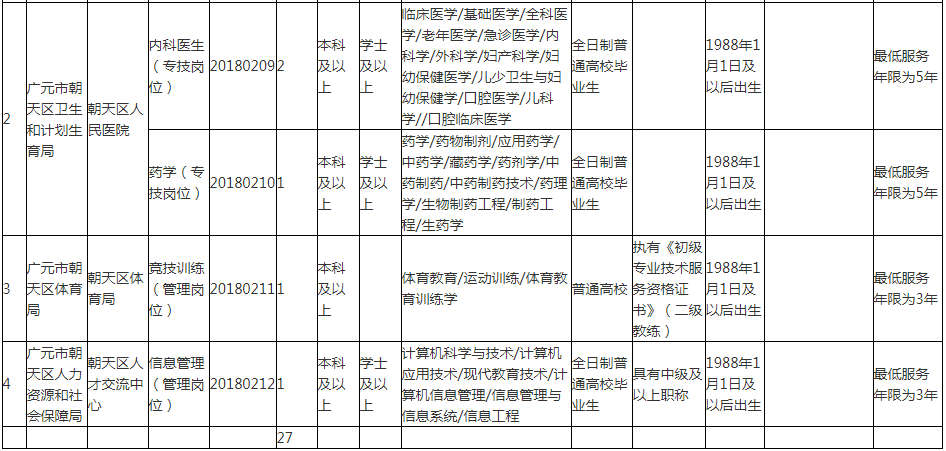 2
广元市朝
天区卫生
和计划生
育局
朝天区人
民医院
内科医生
（专技岗
位）
20180209
2
本科
及以
上
学士
及以
上
临床医学/基础医学/全科医
学/老年医学/急诊医学/内
科学/外科学/妇产科学/妇
幼保健医学/儿少卫生与妇
幼保健学/口腔医学/儿科
学//口腔临床医学
全日制普
通高校毕
业生
1988年1
月1日及
以后出生
最低服务
年限为5年
药学（专
技岗位）
20180210
1
本科
及以
上
学士
及以
上
药学/药物制剂/应用药学/
中药学/藏药学/药剂学/中
药制药/中药制药技术/药理
学/生物制药工程/制药工
程/生药学
全日制普
通高校毕
业生
1988年1
月1日及
以后出生
最低服务
年限为5年
3
广元市朝
天区体育
局
朝天区体
育局
竞技训练
（管理岗
位）
20180211
1
本科
及以
上
体育教育/运动训练/体育教
育训练学
普通高校
执有《初级
专业技术服
务资格证
书》（二级
教练）
1988年1
月1日及
以后出生
最低服务
年限为3年
4
广元市朝
天区人力
资源和社
会保障局
朝天区人
才交流中
心
信息管理
（管理岗
位）
20180212
1
本科
及以
上
学士
及以
上
计算机科学与技术/计算机
应用技术/现代教育技术/计
算机信息管理/信息管理与
信息系统/信息工程
全日制普
通高校毕
业生
具有中级及
以上职称
1988年1
月1日及
以后出生
最低服务
年限为3年
27